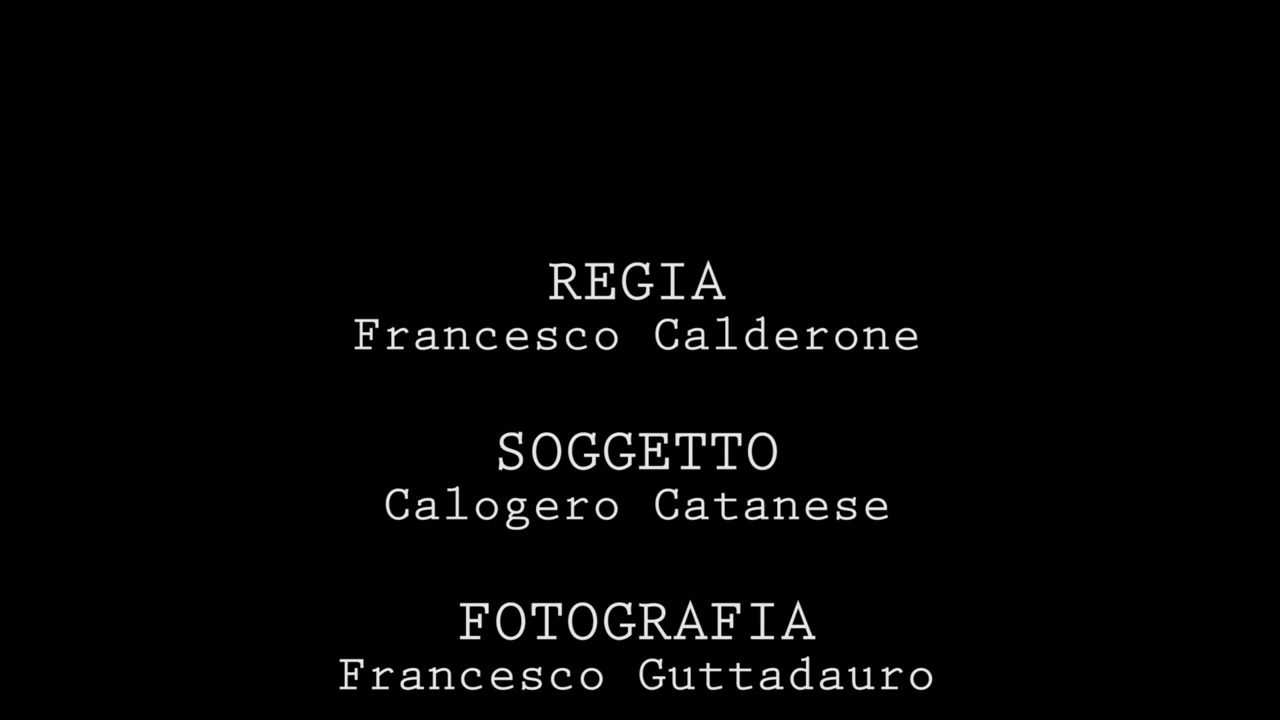 REGIA
Francesco Calderone
SOGGETTO
Calogero Catanese
FOTOGRAFIA
Francesco Guttadauro